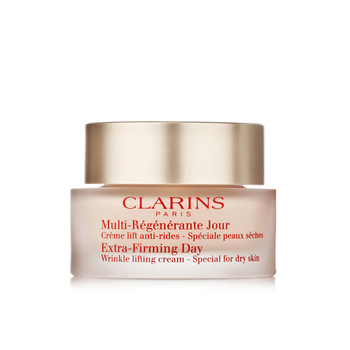 CLARINS
PARIS
Multi-Régénérante Jour
Crème lift anti-rides - Spéciale peaux sèches
Extra-Firming Day
Wrinkle lifting cream - Special for dry skin